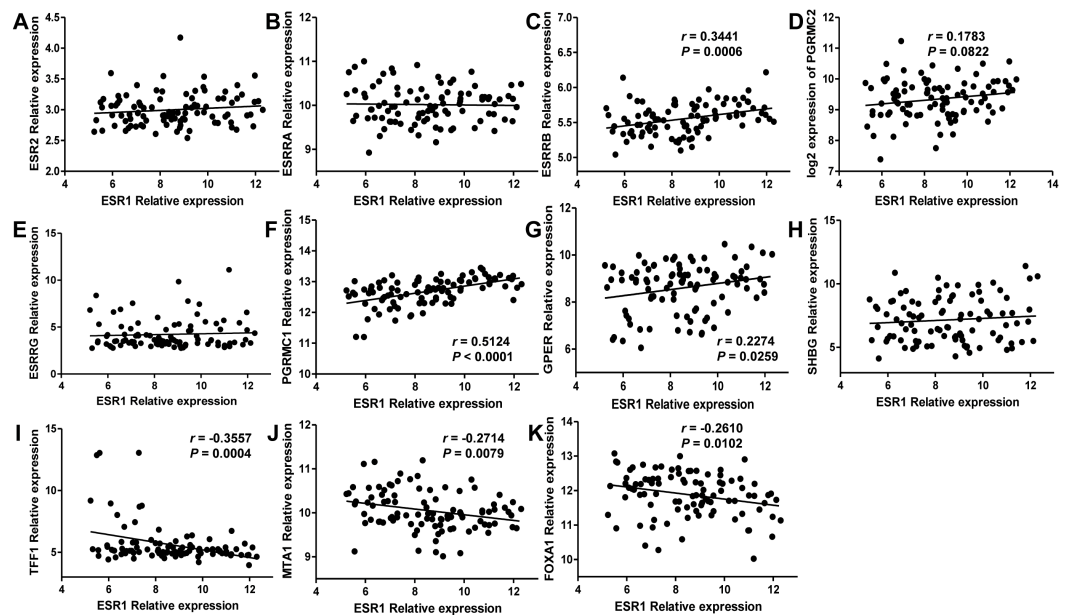 A
ESR2 Relative expression
4.5
4.0
3.5
3.0
2.5
2.0
4 6 8 10 12
ESR1 Relative expression
B
ESRRA Relative expression
12
11
10
9
4 6 8 10 12
ESR1 Relative expression
C
ESRRB Relative expression
7.0
6.5
6.0
5.5
5.0
r = 0.3441
P = 0.0006
4 6 8 10 12
ESR1 Relative expression
D
log2 expression of PGRMC2
12
11
10
9
8
7
r = 0.1783
P = 0.0822
4 6 8 10 12 14
ESR1 Relative expression
E
ESRRG Relative expression
15
10
5
0
4 6 8 10 12
ESR1 Relative expression
F
PGRMC1 Relative expression
15
14
13
12
11
10
r = 0.5124
P < 0.0001
4 6 8 10 12
ESR1 Relative expression
G
GPER Relative expression
12
10
8
6
r = 0.2274
P = 0.0259
4 6 8 10 12
ESR1 Relative expression
H
SHBG Relative expression
15
10
5
4 6 8 10 12
ESR1 Relative expression
I
TFF1 Relative expression
15
10
5
r = -0.3557
P = 0.0004
4 6 8 10 12
ESR1 Relative expression
J
MTA1 Relative expression
12
11
10
9
r = -0.2714
P = 0.0079
4 6 8 10 12
ESR1 Relative expression
K
FOXA1 Relative expression
14
13
12
11
10
r = -0.2610
P = 0.0102
4 6 8 10 12
ESR1 Relative expression